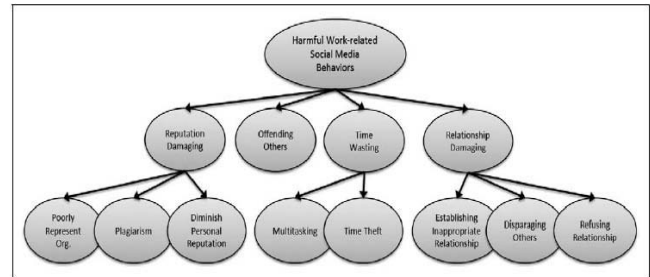 Harmful Work-related
Social Media
Behaviors
Reputation
Damaging
Offending
Others
Time
Wasting
Relationship
Damaging
Poorly
Represent
Org.
Plagiarism
Diminish
Personal
Reputation
Multitasking
Time Theft
Establishing
Inappropriate
Relationship
Disparaging
Others
Refusing
Relationship